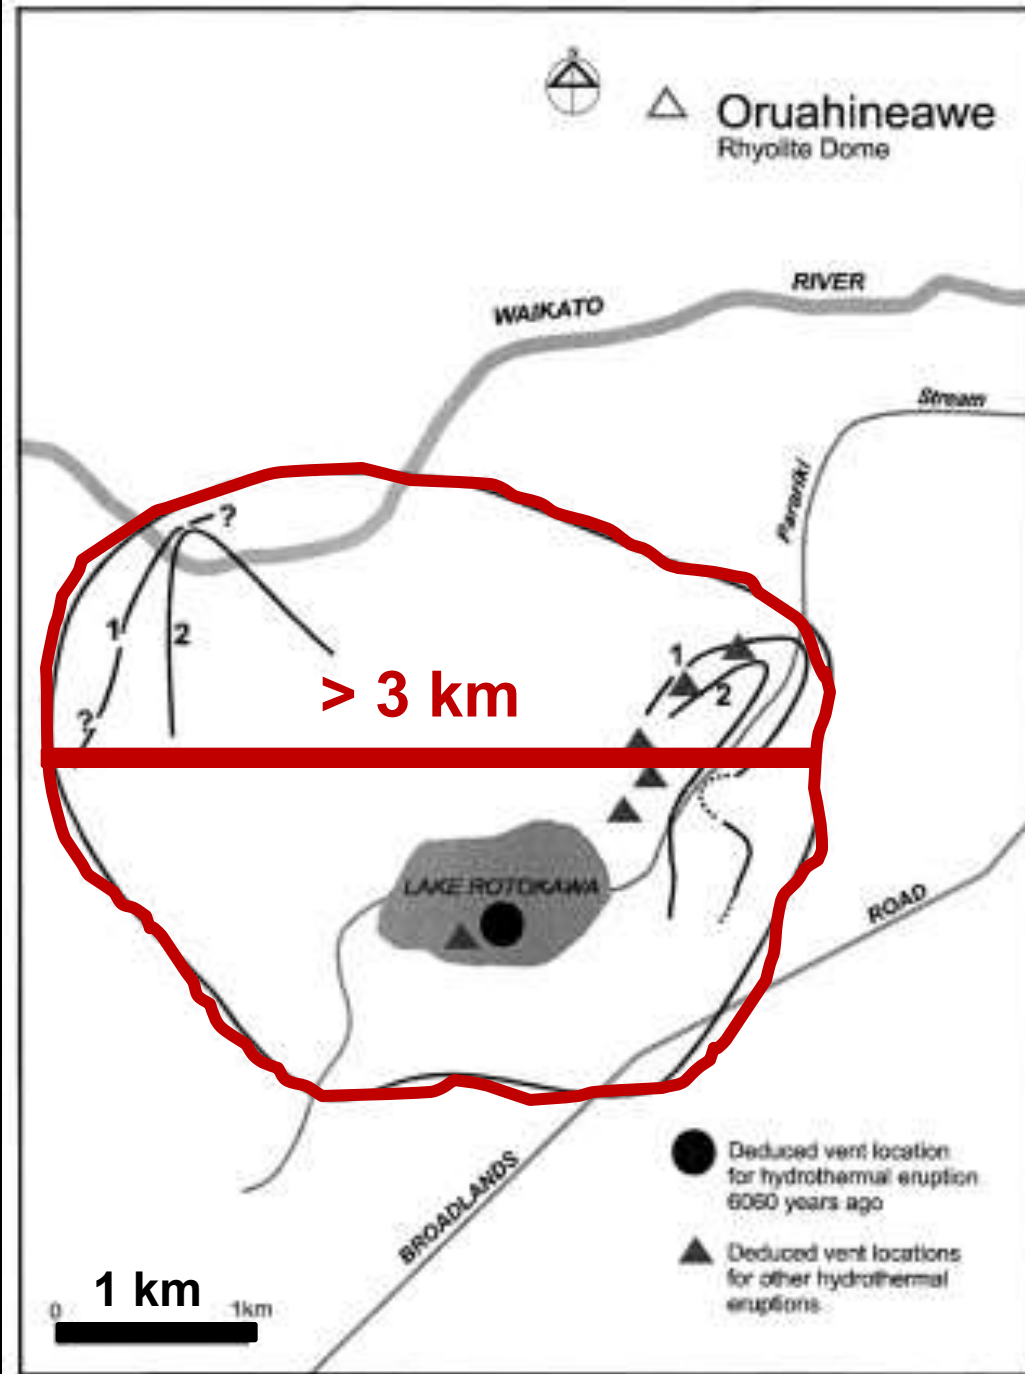 Oruahineawe
Rhyolite Dome
RIVER
WAIKATO
Stream
Parariki
?
1
2
1
2
> 3 km
?
LAKE ROTOKAWA
ROAD
BROADLANDS
Deduced vent location
for hydrothermal eruption
6060 years ago
Deduced vent locations
for other hydrothermal
eruptions
1 km
0 1km